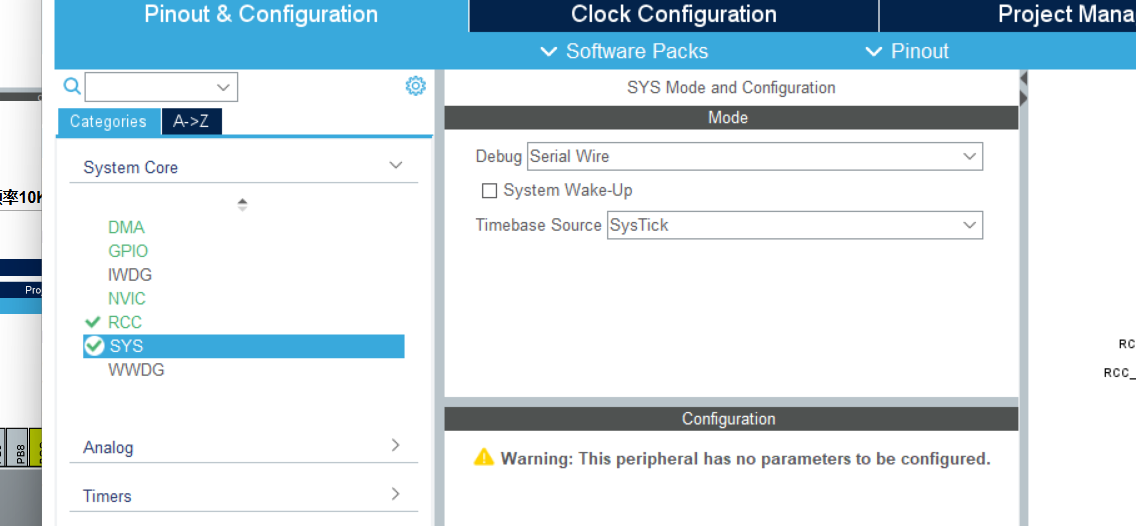 Pinout & Configuration
Clock Configuration
Software Packs
Pinout
Categories
A->Z
System Core
DMA
GPIO
IWDG
NVIC
RCC
SYS
WWDG
Analog
Timers
SYS Mode and Configuration
Mode
Debug Serial Wire
System Wake-Up
Timebase Source SysTick
Configuration
Warning: This peripheral has no parameters to be configured.
Project Mana
率10K
Pro
PB8
RC
RCC_